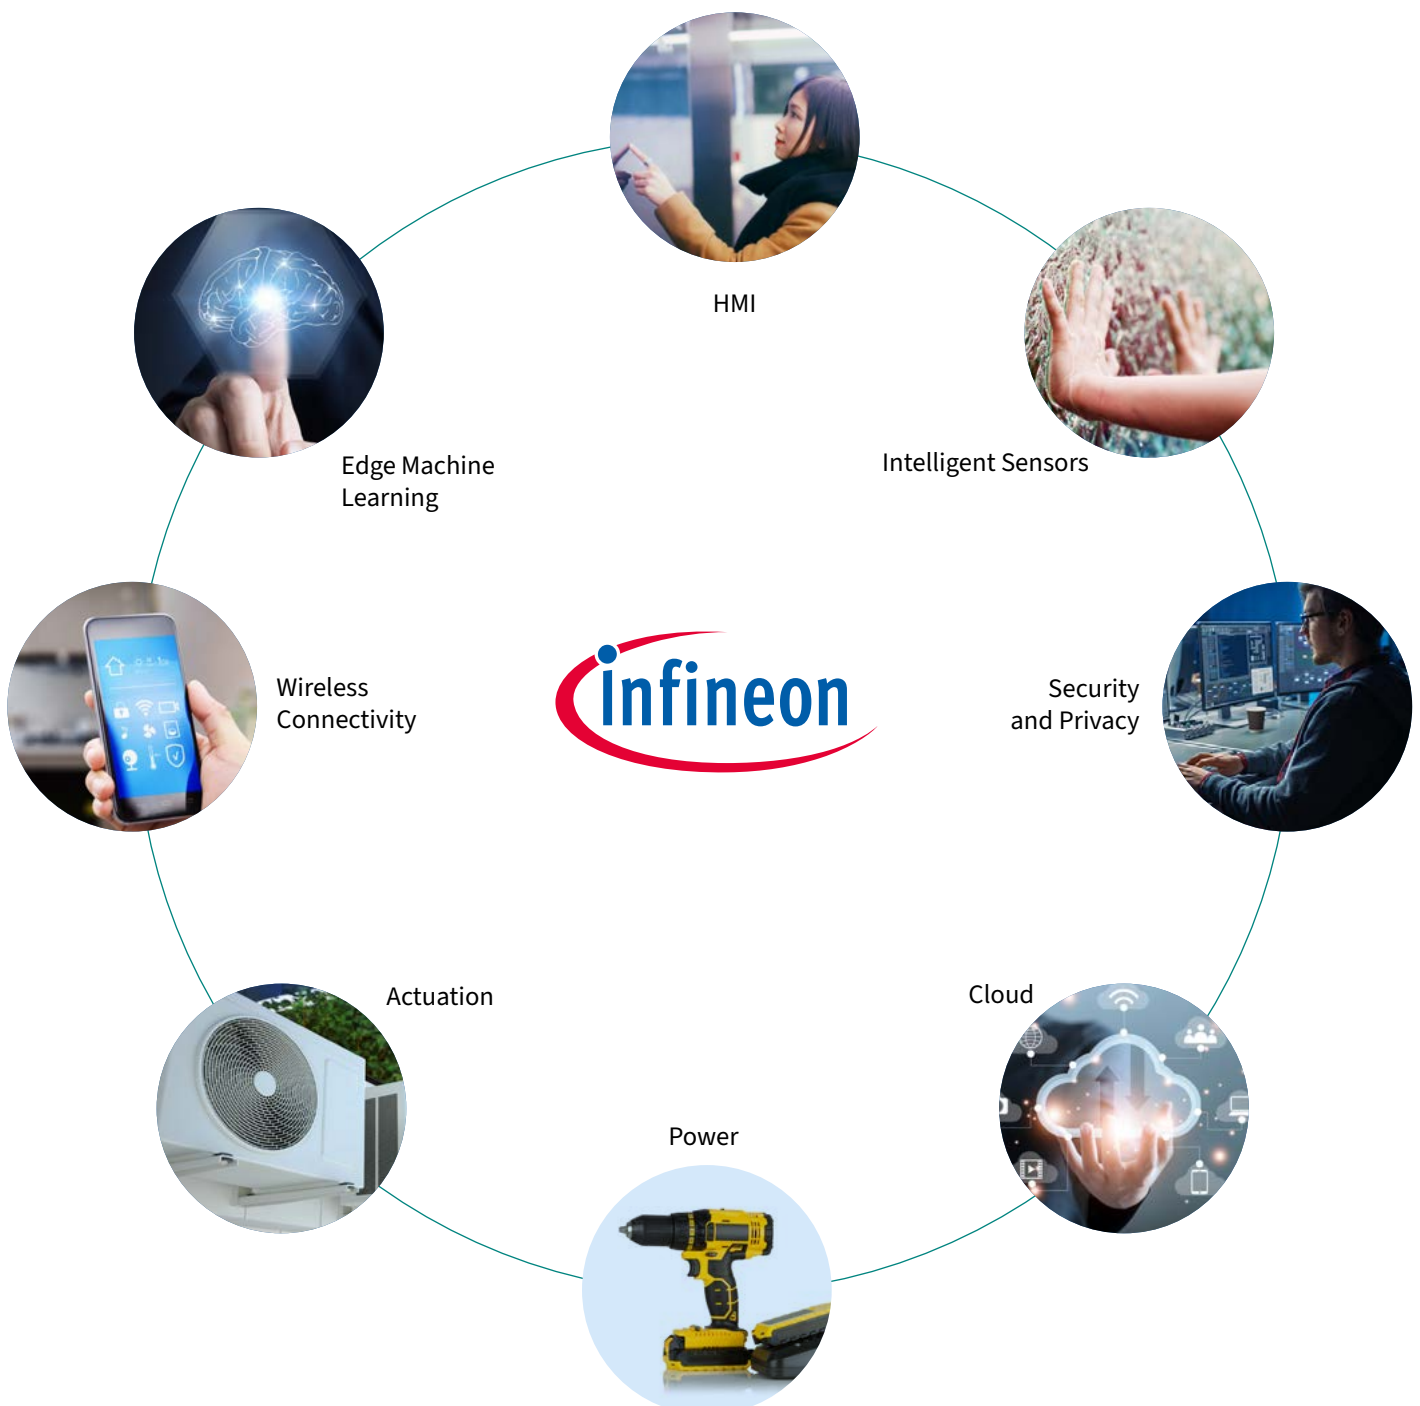 HMI
Edge Machine
Learning
Intelligent Sensors
Wireless
Connectivity
infineon
Security
and Privacy
Actuation
Cloud
Power